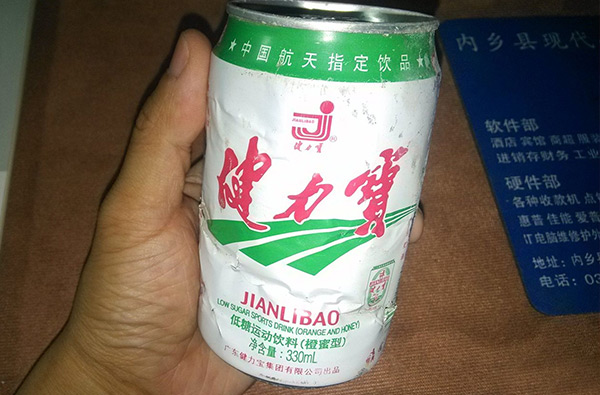 ★中国航天指定饮品
JIANLIBAO
健力宝
健力寶
JIANLIBAO
LOW SUGAR SPORTS DRINK (ORANGE AND HONEY)
低糖运动饮料(橙蜜型)
净含量: 330mL
广东健力宝集团有限公司出品
内乡县现代
软件部
酒店 宾馆 商超 服装
进销存财务 工业
硬件部
各种收款机 点
惠普 佳能 爱普
IT电脑维修护外
地址: 内乡
电话: 03